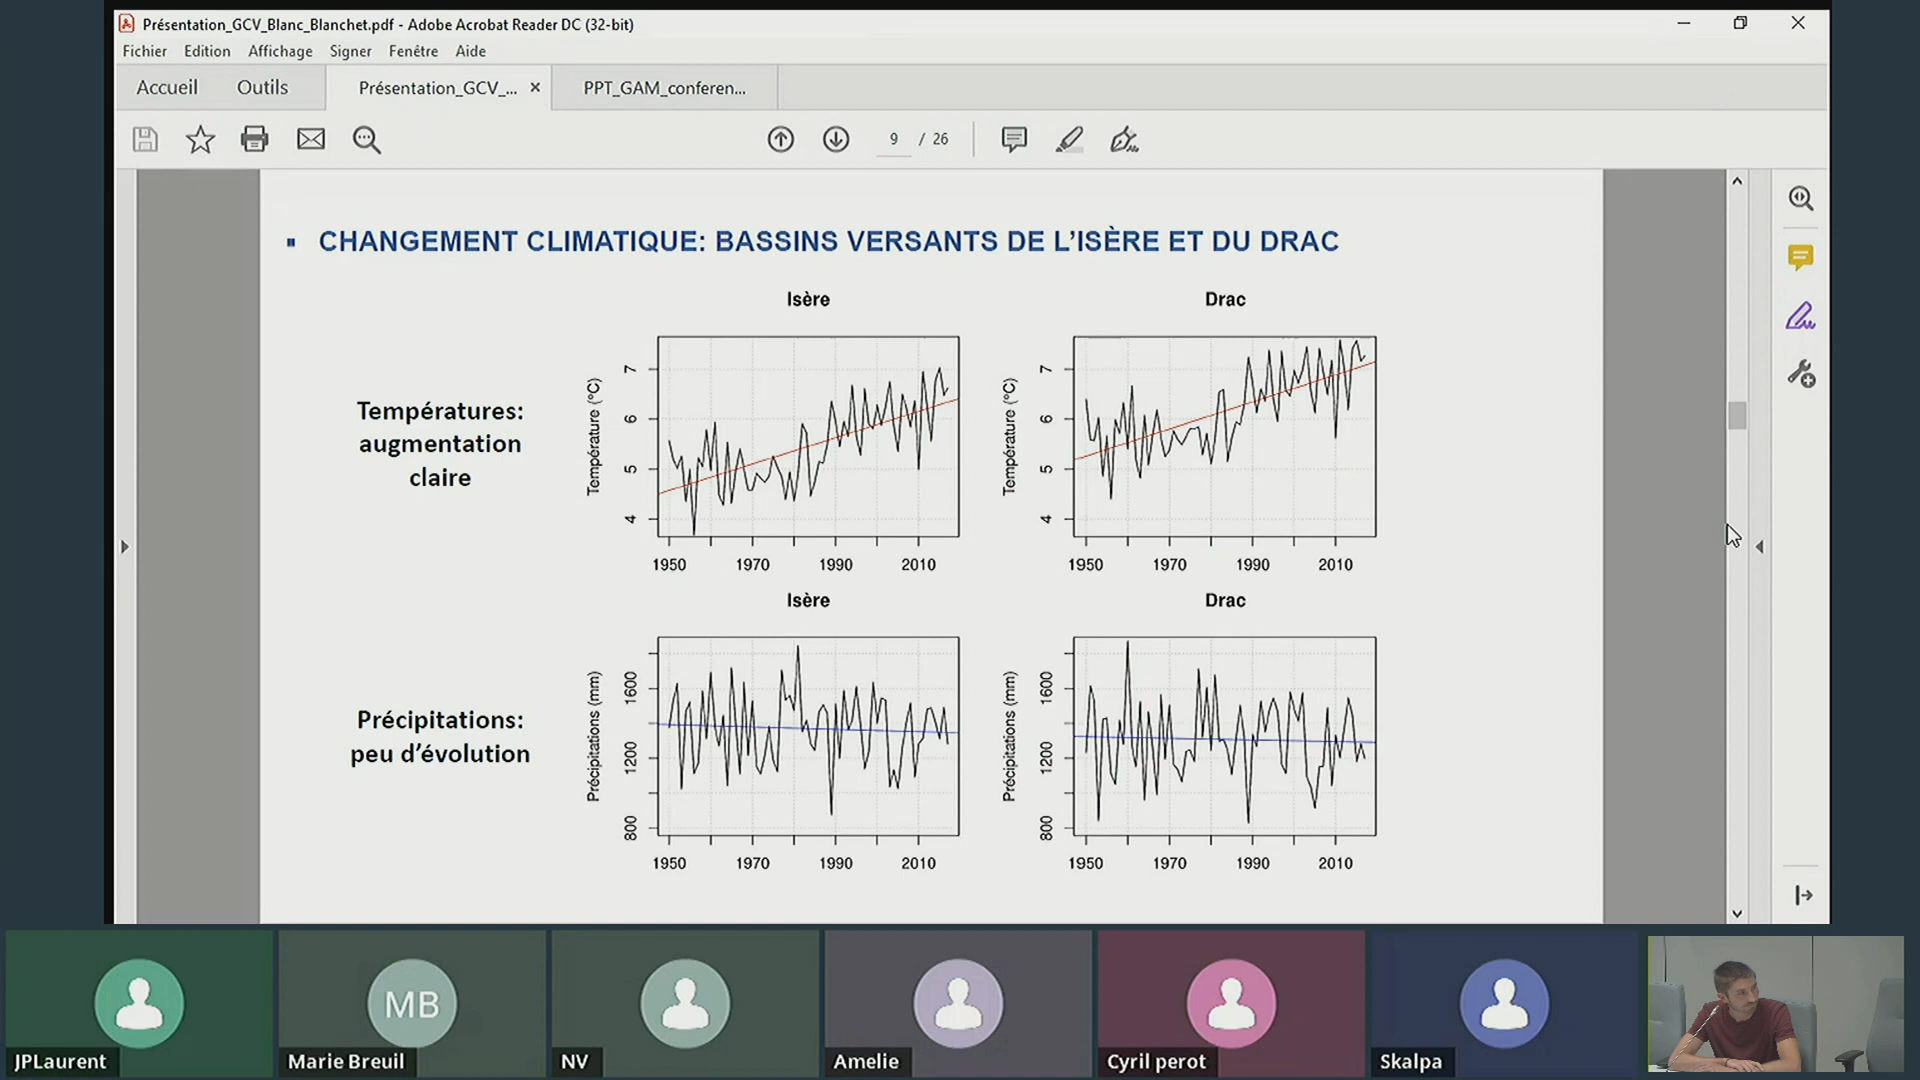 Présentation_GCV_Blanc_Blanchet.pdf - Adobe Acrobat Reader DC (32-bit)
Fichier Edition Affichage Signer Fenêtre Aide
Accueil Outils Présentation_GCV_... × PPT_GAM_conferen...
9 / 26
CHANGEMENT CLIMATIQUE: BASSINS VERSANTS DE L'ISÈRE ET DU DRAC
Isère
Drac
Températures:
augmentation
claire
Température (°C)
7
6
5
4
1950 1970 1990 2010
Température (°C)
7
6
5
4
1950 1970 1990 2010
Isère
Drac
Précipitations:
peu d'évolution
Précipitations (mm)
1600
1200
800
1950 1970 1990 2010
Précipitations (mm)
1600
1200
800
1950 1970 1990 2010
MB
JPLaurent
Marie Breuil
NV
Amelie
Cyril perot
Skalpa